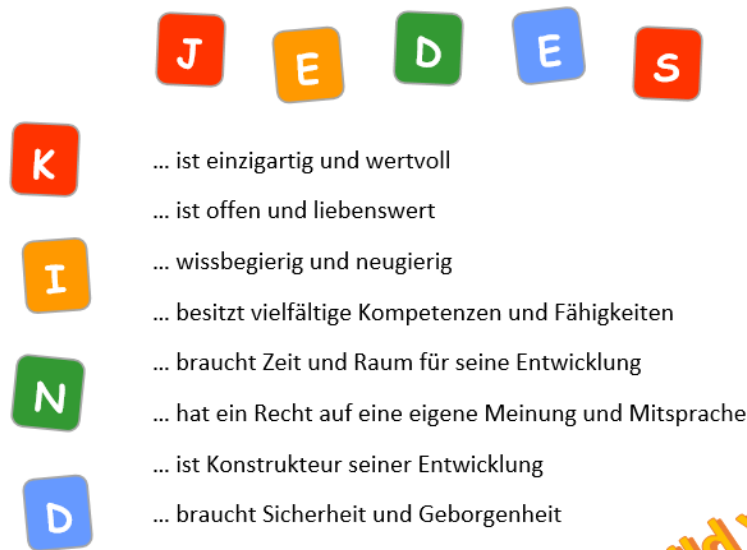 JEDES
KIND
... ist einzigartig und wertvoll
... ist offen und liebenswert
... wissbegierig und neugierig
... besitzt vielfältige Kompetenzen und Fähigkeiten
... braucht Zeit und Raum für seine Entwicklung
... hat ein Recht auf eine eigene Meinung und Mitsprache
... ist Konstrukteur seiner Entwicklung
... braucht Sicherheit und Geborgenheit